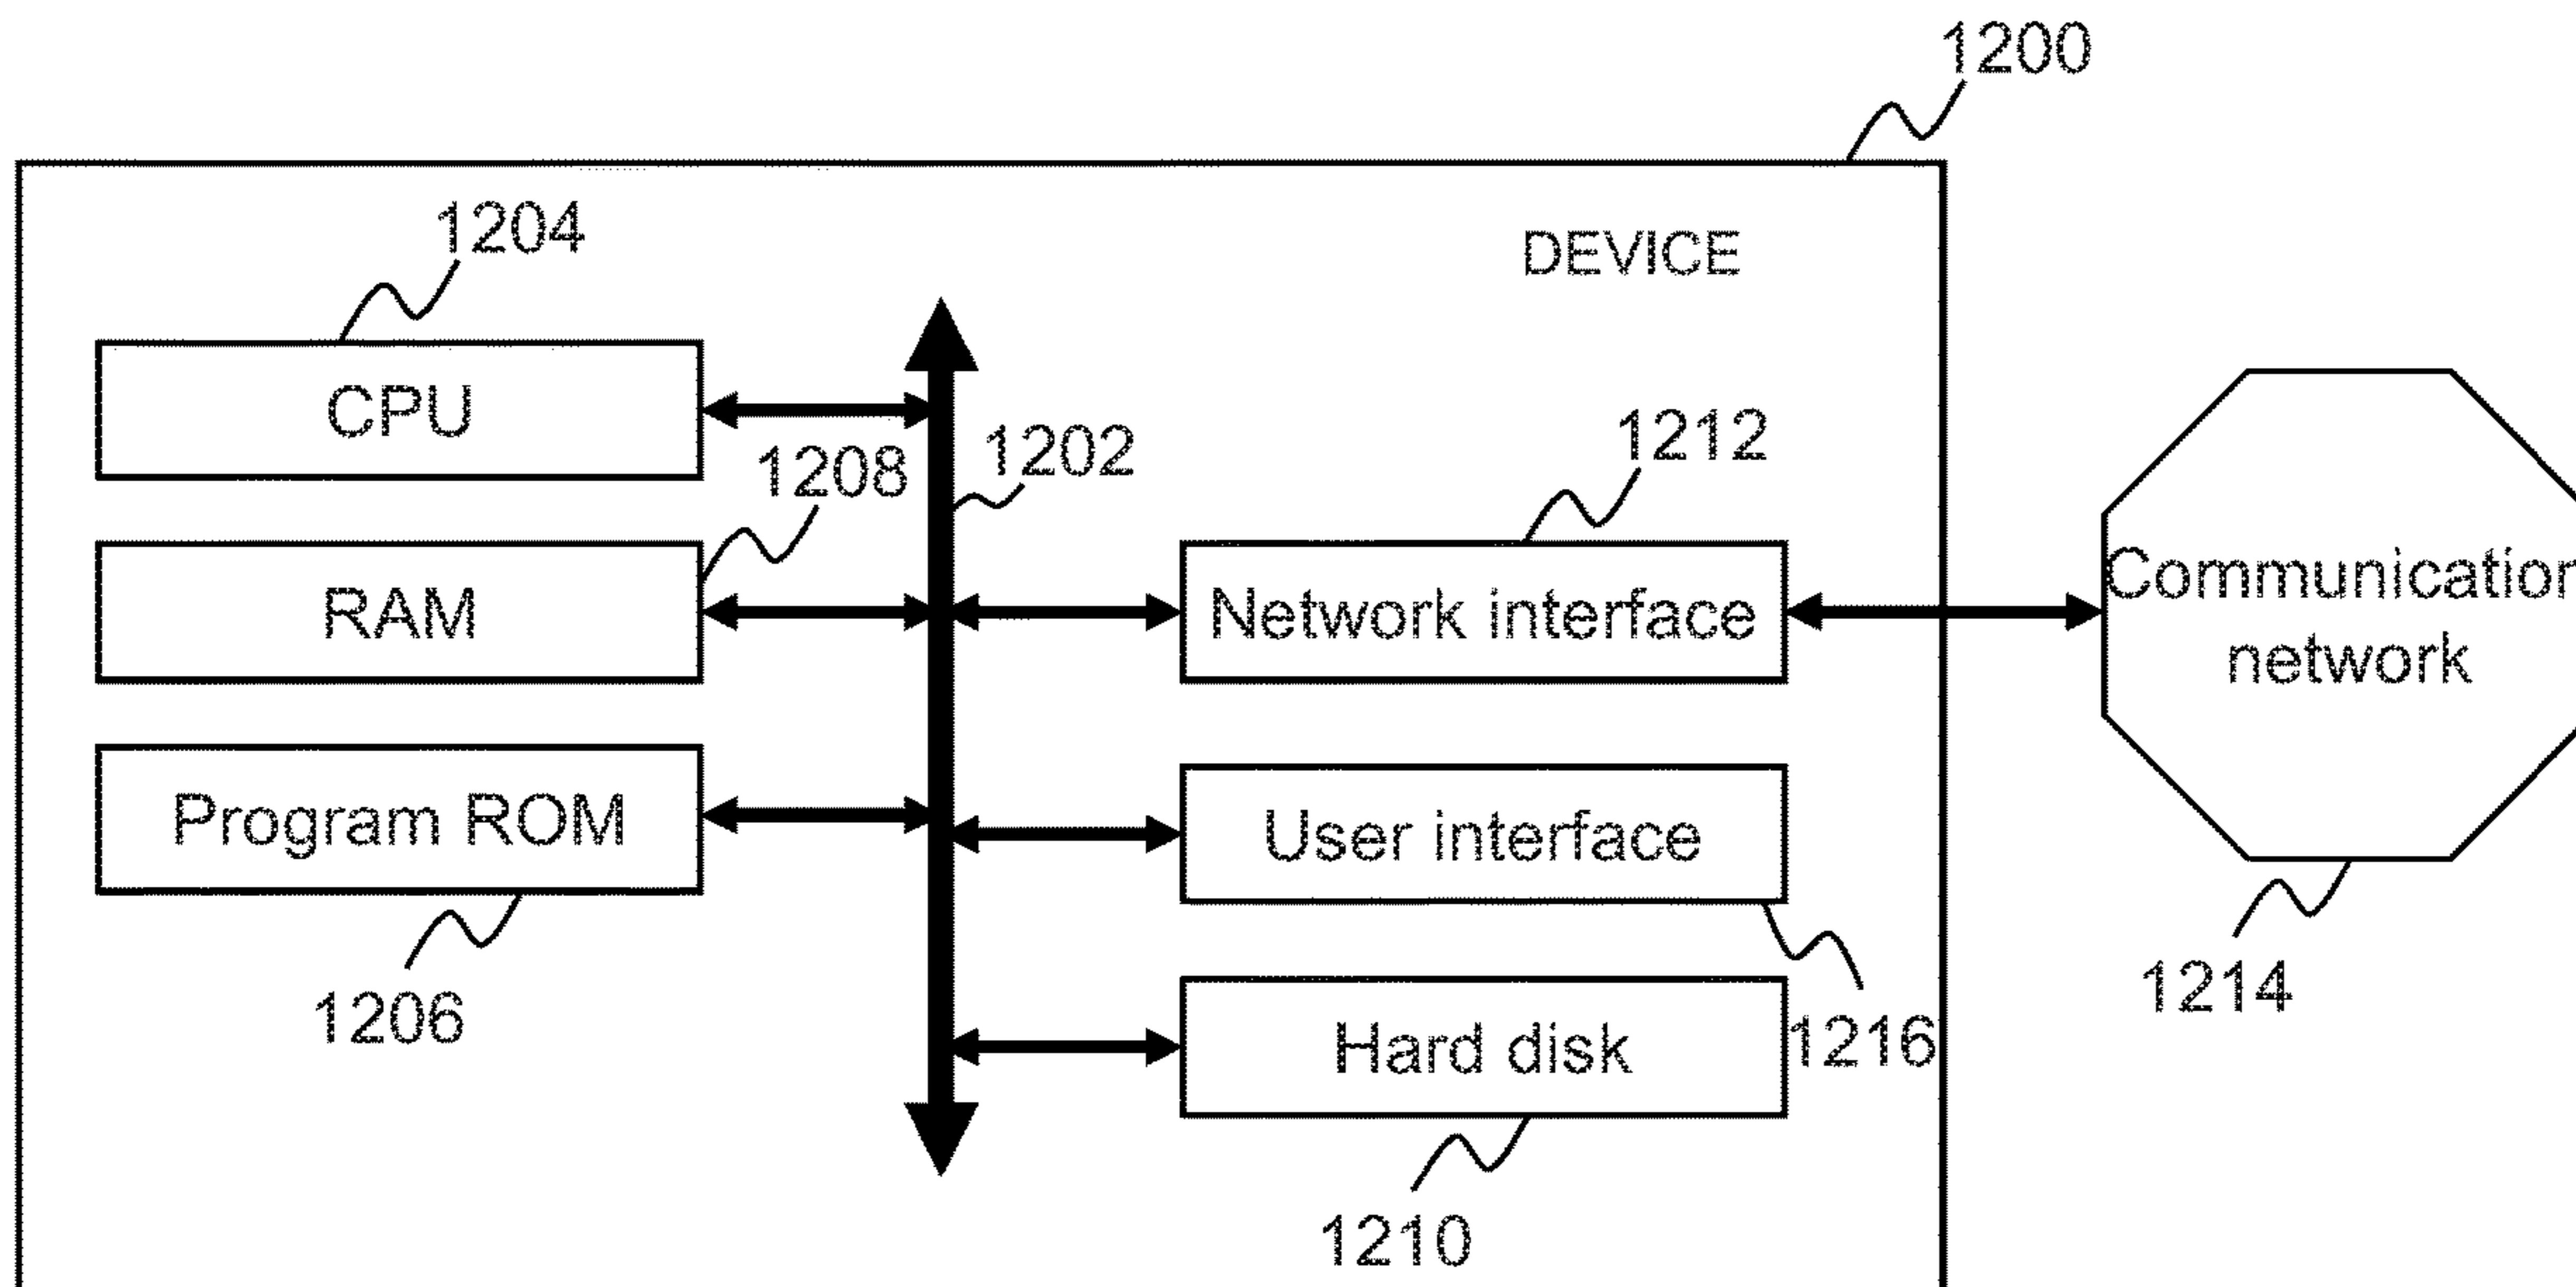 1200
DEVICE
1204
CPU
1208
1202
1212
RAM
Network interface
Communication
network
Program ROM
User interface
1206
1216
1214
Hard disk
1210